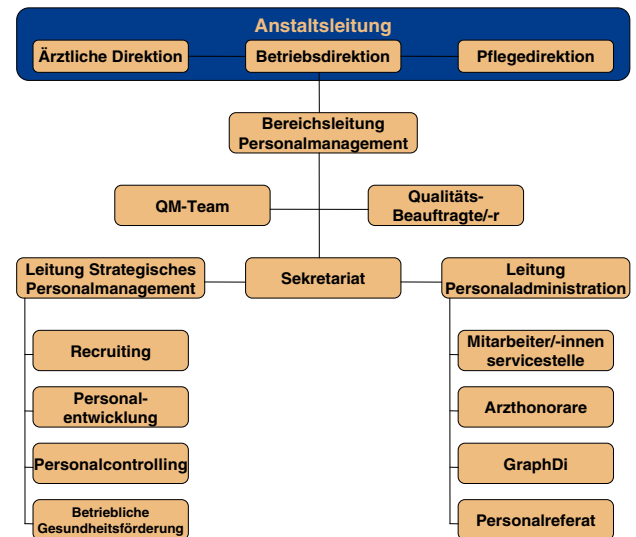 Anstaltsleitung
Ärztliche Direktion
Betriebsdirektion
Pflegedirektion
Bereichsleitung
Personalmanagement
QM-Team
Qualitäts-
Beauftragte/-r
Leitung Strategisches
Personalmanagement
Sekretariat
Leitung
Personaladministration
Recruiting
Personal-
entwicklung
Personalcontrolling
Betriebliche
Gesundheitsförderung
Mitarbeiter/-innen
servicestelle
Arzthonorare
GraphDi
Personalreferat